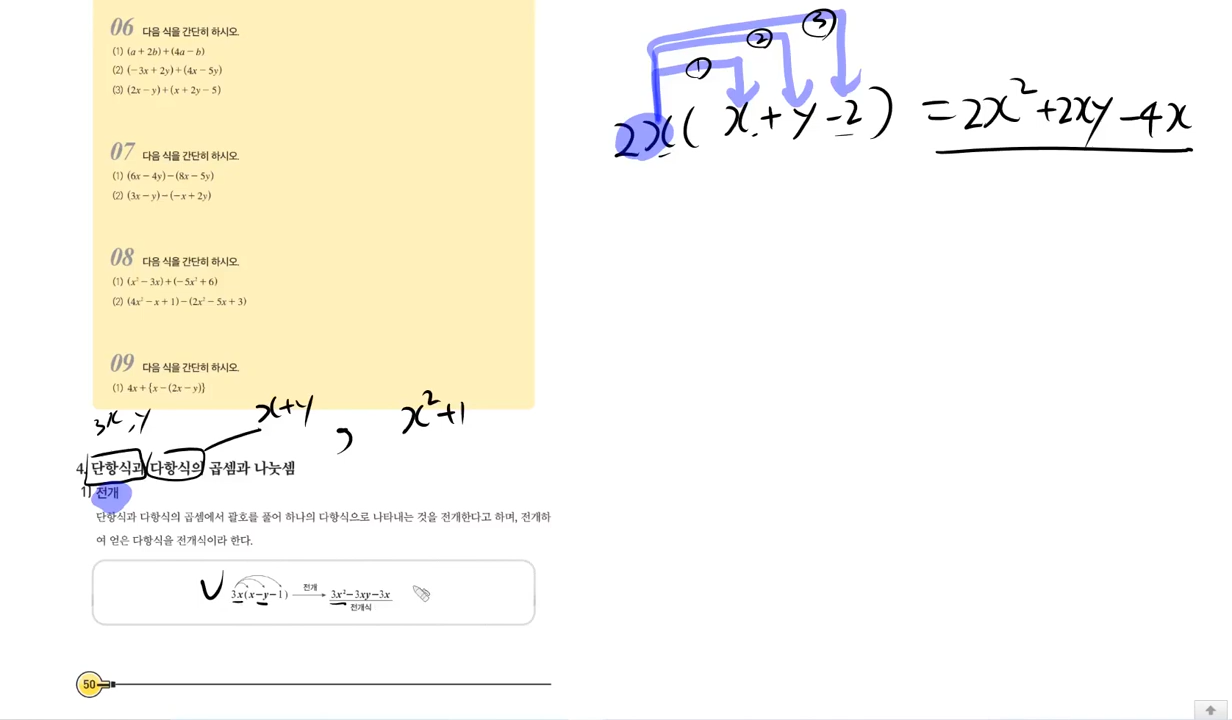 06 다음 식을 간단히 하시오.
(1) (a + 2b) + (4a − b)
(2) (−3x + 2y) + (4x − 5y)
(3) (2x − y) + (x + 2y − 5)
07 다음 식을 간단히 하시오.
(1) (6x − 4y) − (8x − 5y)
(2) (3x − y) − (−x + 2y)
08 다음 식을 간단히 하시오.
(1) (x² − 3x) + (−5x² + 6)
(2) (4x² − x + 1) − (2x² − 5x + 3)
09 다음 식을 간단히 하시오.
(1) 4x + {x − (2x − y)}
3x, y
x+y , x²+1
4. 단항식과 다항식의 곱셈과 나눗셈
1) 전개
단항식과 다항식의 곱셈에서 괄호를 풀어 하나의 다항식으로 나타내는 것을 전개한다고 하며, 전개하
여 얻은 다항식을 전개식이라 한다.
3x(x−y−1) 전개 3x²−3xy−3x
전개식
50
① ② ③
2x( x + y − 2 ) = 2x² + 2xy − 4x